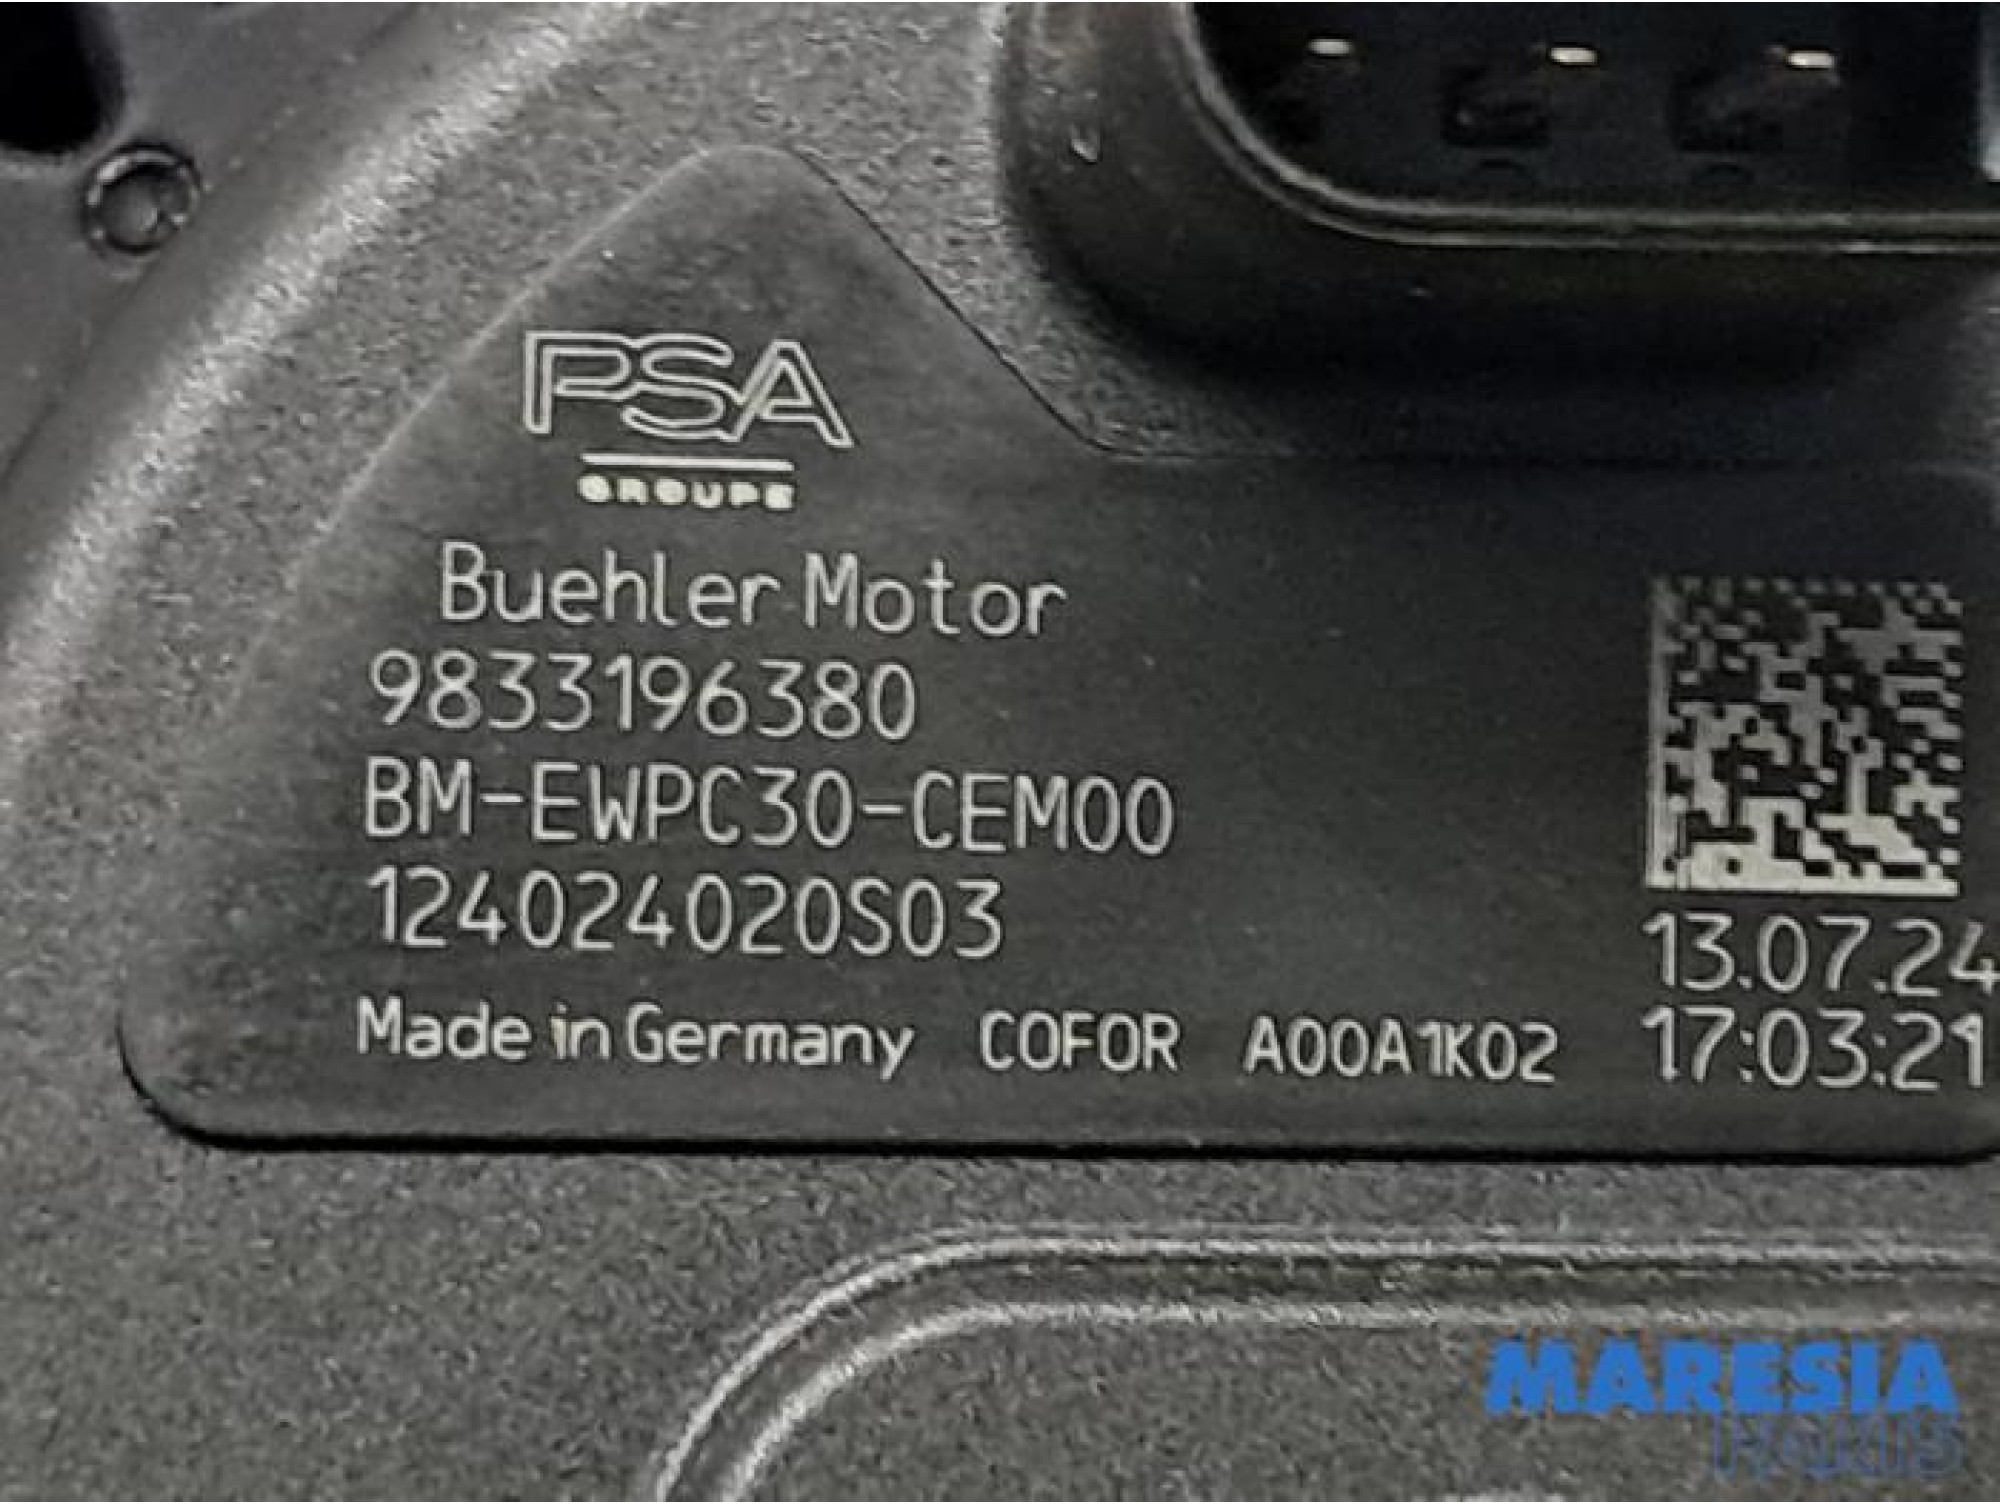 PSA
GROUPE
Buehler Motor
9833196380
BM-EWPC30-CEM00
124024020S03
Made in Germany COFOR A00A1K02
13.07.24
17:03:21
MARESIA
PARTS